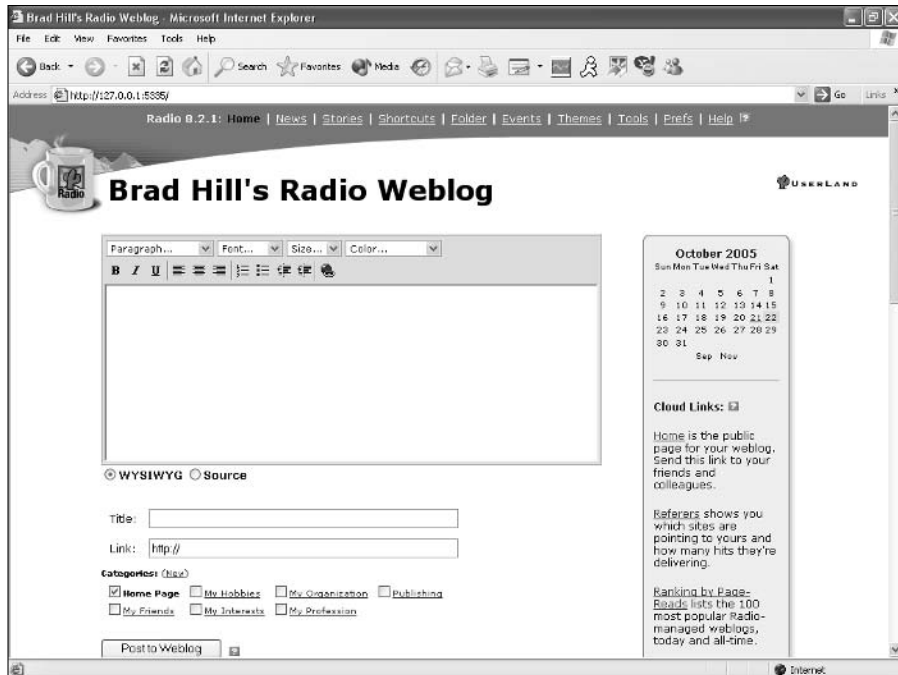 Brad Hill's Radio Weblog - Microsoft Internet Explorer
File Edit View Favorites Tools Help
Back Search Favorites Media
Address http://127.0.0.1:5335/ Go Links
Radio 8.2.1: Home | News | Stories | Shortcuts | Folder | Events | Themes | Tools | Prefs | Help
Radio
Brad Hill's Radio Weblog
USERLAND
Paragraph... Font... Size... Color...
B I U
WYSIWYG Source
Title:
Link: http://
Categories: (New)
Home Page My Hobbies My Organization Publishing
My Friends My Interests My Profession
Post to Weblog
October 2005
Sun Mon Tue Wed Thu Fri Sat
1
2 3 4 5 6 7 8
9 10 11 12 13 14 15
16 17 18 19 20 21 22
23 24 25 26 27 28 29
30 31
Sep Nov
Cloud Links:
Home is the public
page for your weblog.
Send this link to your
friends and
colleagues.
Referers shows you
which sites are
pointing to yours and
how many hits they're
delivering.
Ranking by Page-
Reads lists the 100
most popular Radio-
managed weblogs,
today and all-time.
Internet